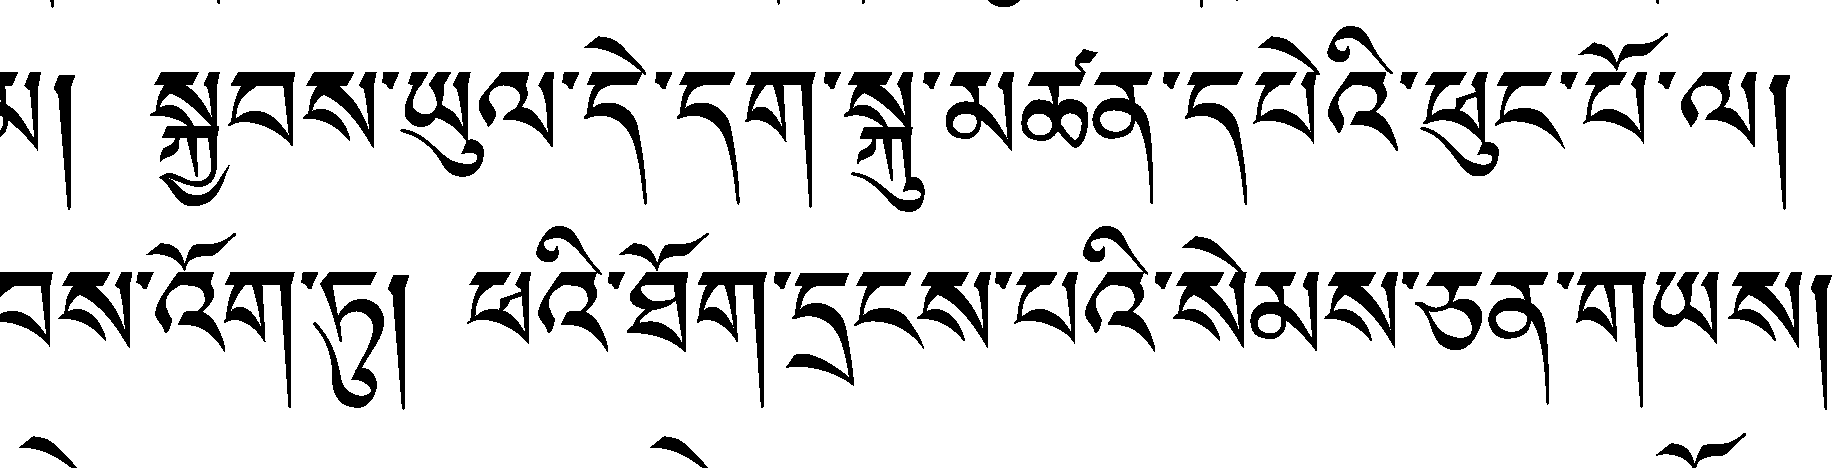 མ། སྐྱབས་ཡུལ་དེ་དག་སྐུ་མཚན་དཔེའི་ཕུང་པོ་ལ།
བས་འོག་ཏུ། ཕའི་ཐོག་དྲངས་པའི་སེམས་ཅན་གཡས།